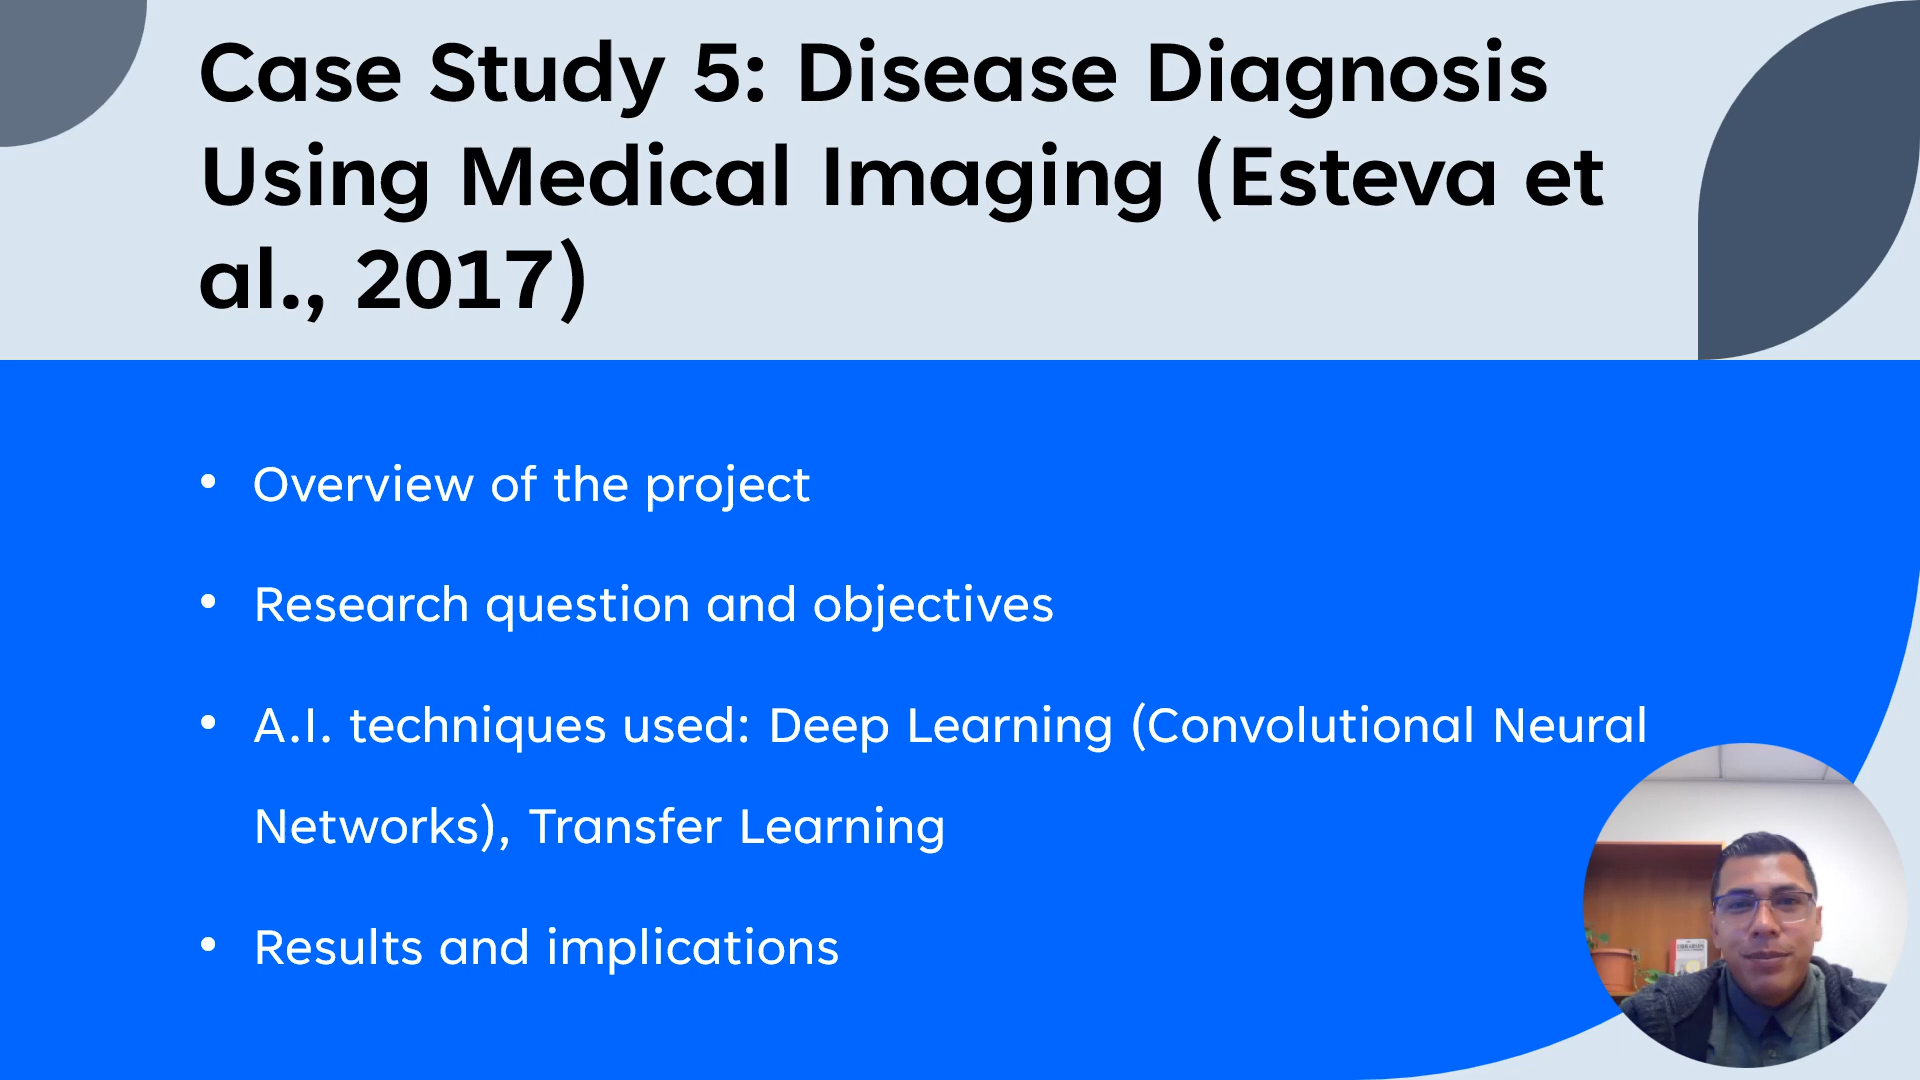 Case Study 5: Disease Diagnosis
Using Medical Imaging (Esteva et
al., 2017)
• Overview of the project
• Research question and objectives
• A.I. techniques used: Deep Learning (Convolutional Neural
Networks), Transfer Learning
• Results and implications